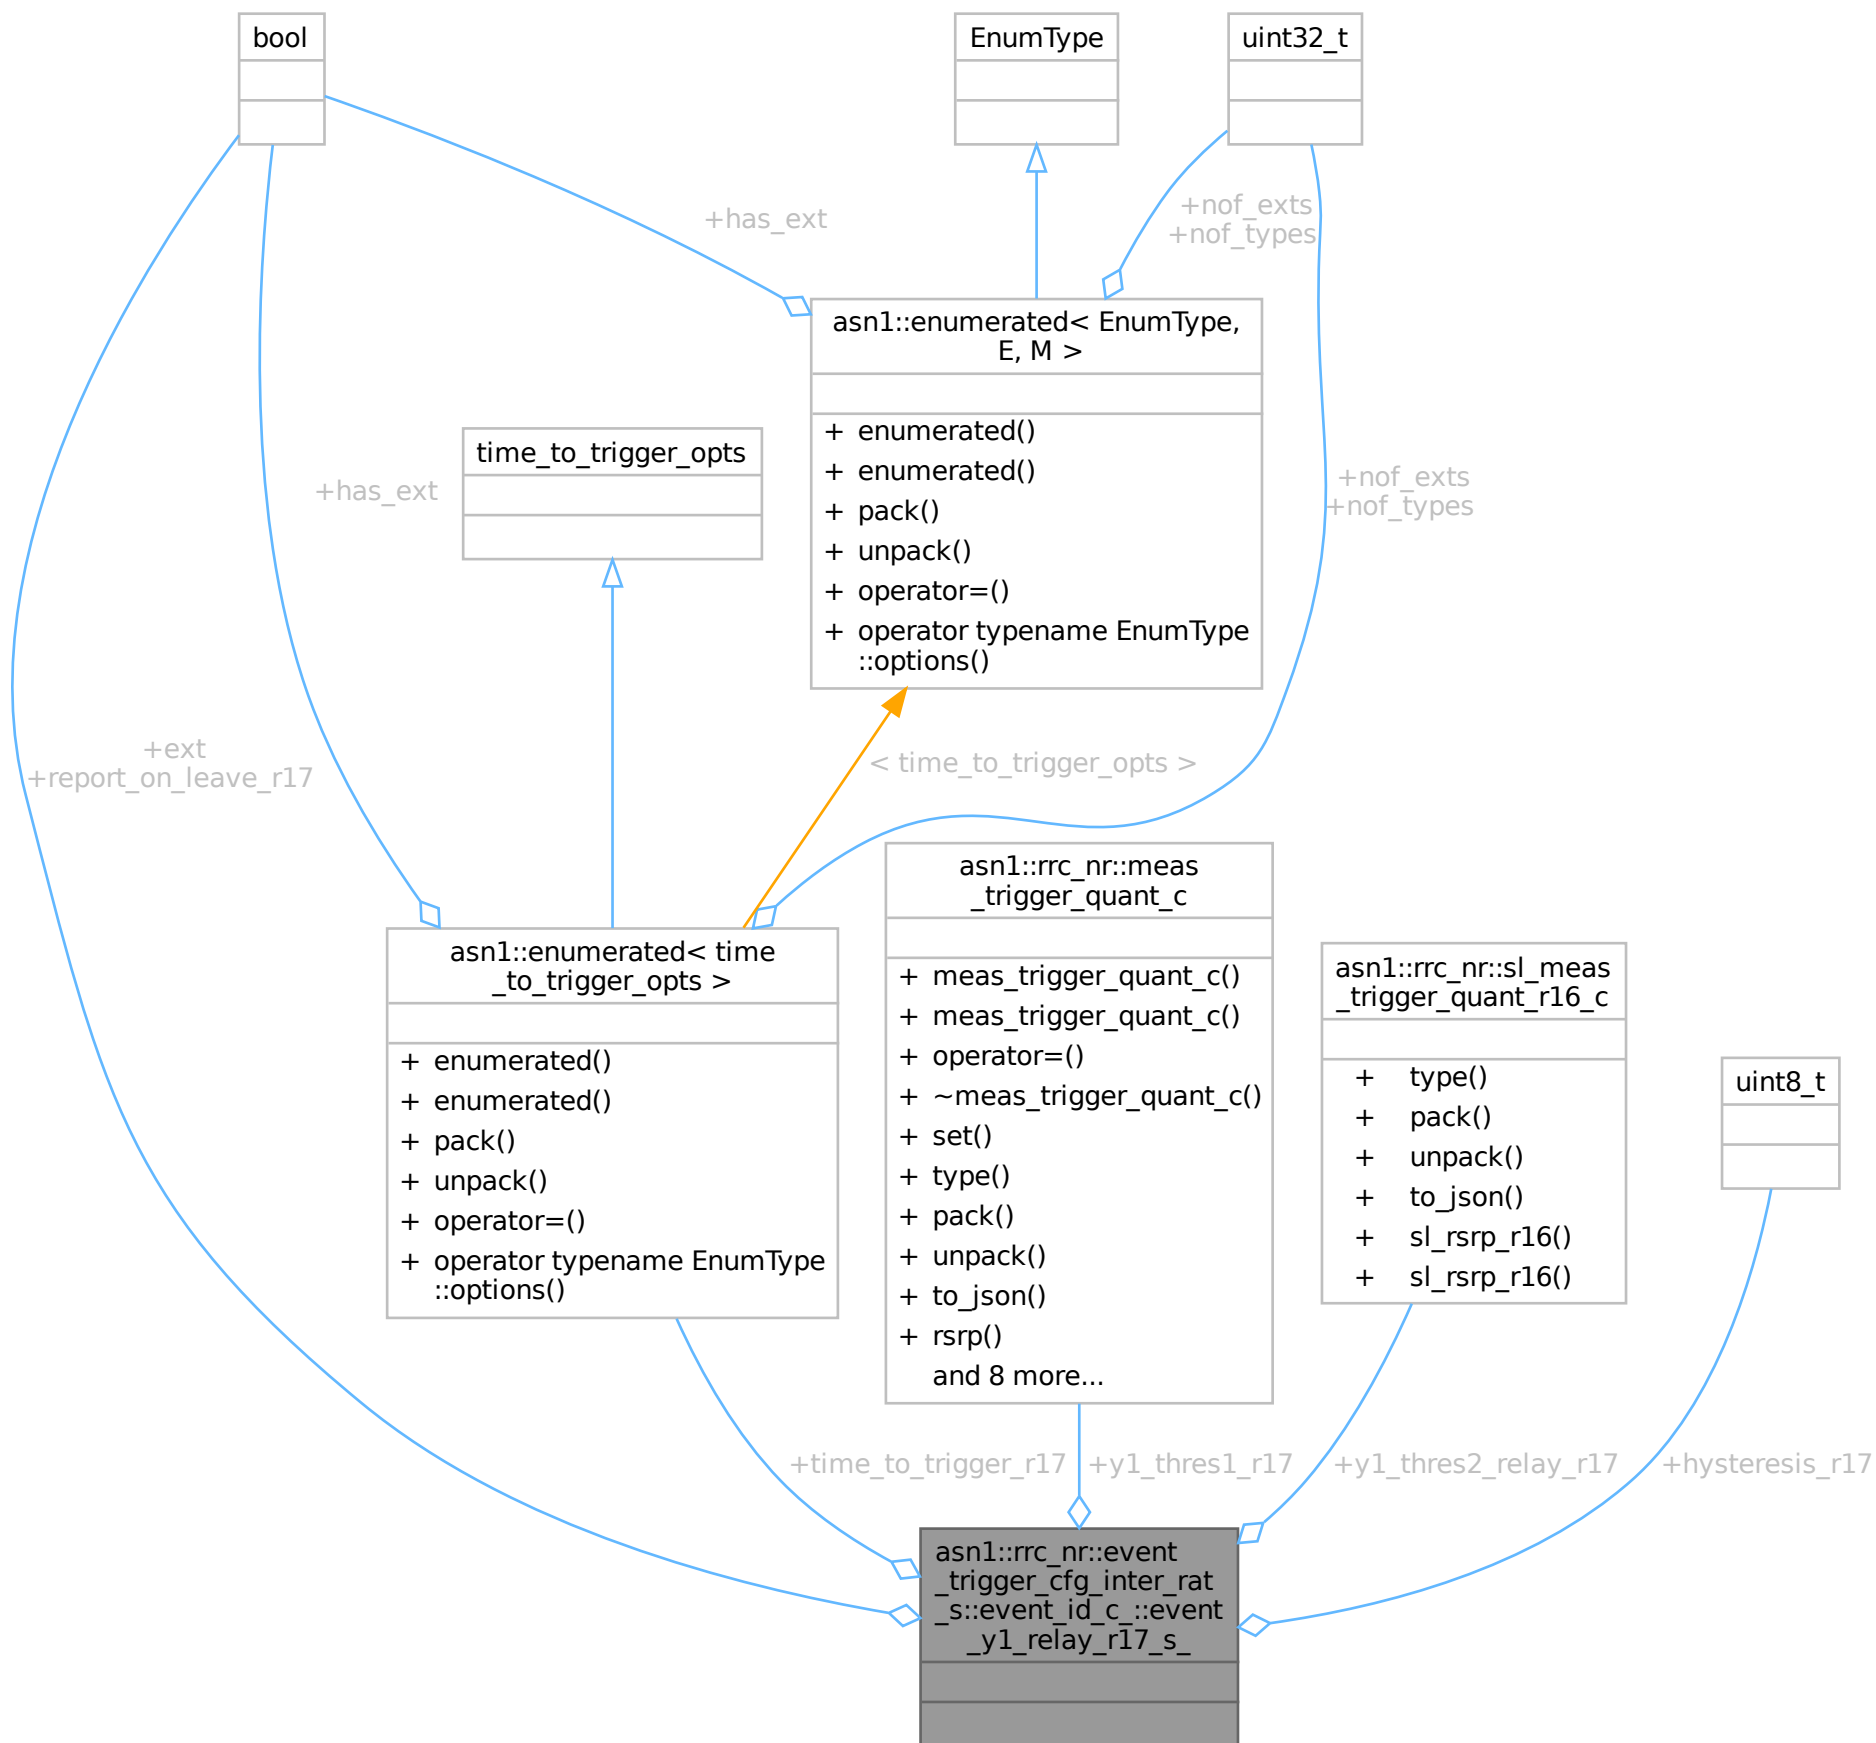 bool
EnumType
uint32_t
+has_ext
+nof_exts
+nof_types
asn1::enumerated< EnumType,
E, M >
+ enumerated()
+ enumerated()
+ pack()
+ unpack()
+ operator=()
+ operator typename EnumType
::options()
time_to_trigger_opts
+has_ext
+nof_exts
+nof_types
+ext
+report_on_leave_r17
< time_to_trigger_opts >
asn1::enumerated< time
_to_trigger_opts >
+ enumerated()
+ enumerated()
+ pack()
+ unpack()
+ operator=()
+ operator typename EnumType
::options()
asn1::rrc_nr::meas
_trigger_quant_c
+ meas_trigger_quant_c()
+ meas_trigger_quant_c()
+ operator=()
+ ~meas_trigger_quant_c()
+ set()
+ type()
+ pack()
+ unpack()
+ to_json()
+ rsrp()
and 8 more...
asn1::rrc_nr::sl_meas
_trigger_quant_r16_c
+ type()
+ pack()
+ unpack()
+ to_json()
+ sl_rsrp_r16()
+ sl_rsrp_r16()
uint8_t
+time_to_trigger_r17
+y1_thres1_r17
+y1_thres2_relay_r17
+hysteresis_r17
asn1::rrc_nr::event
_trigger_cfg_inter_rat
_s::event_id_c_::event
_y1_relay_r17_s_